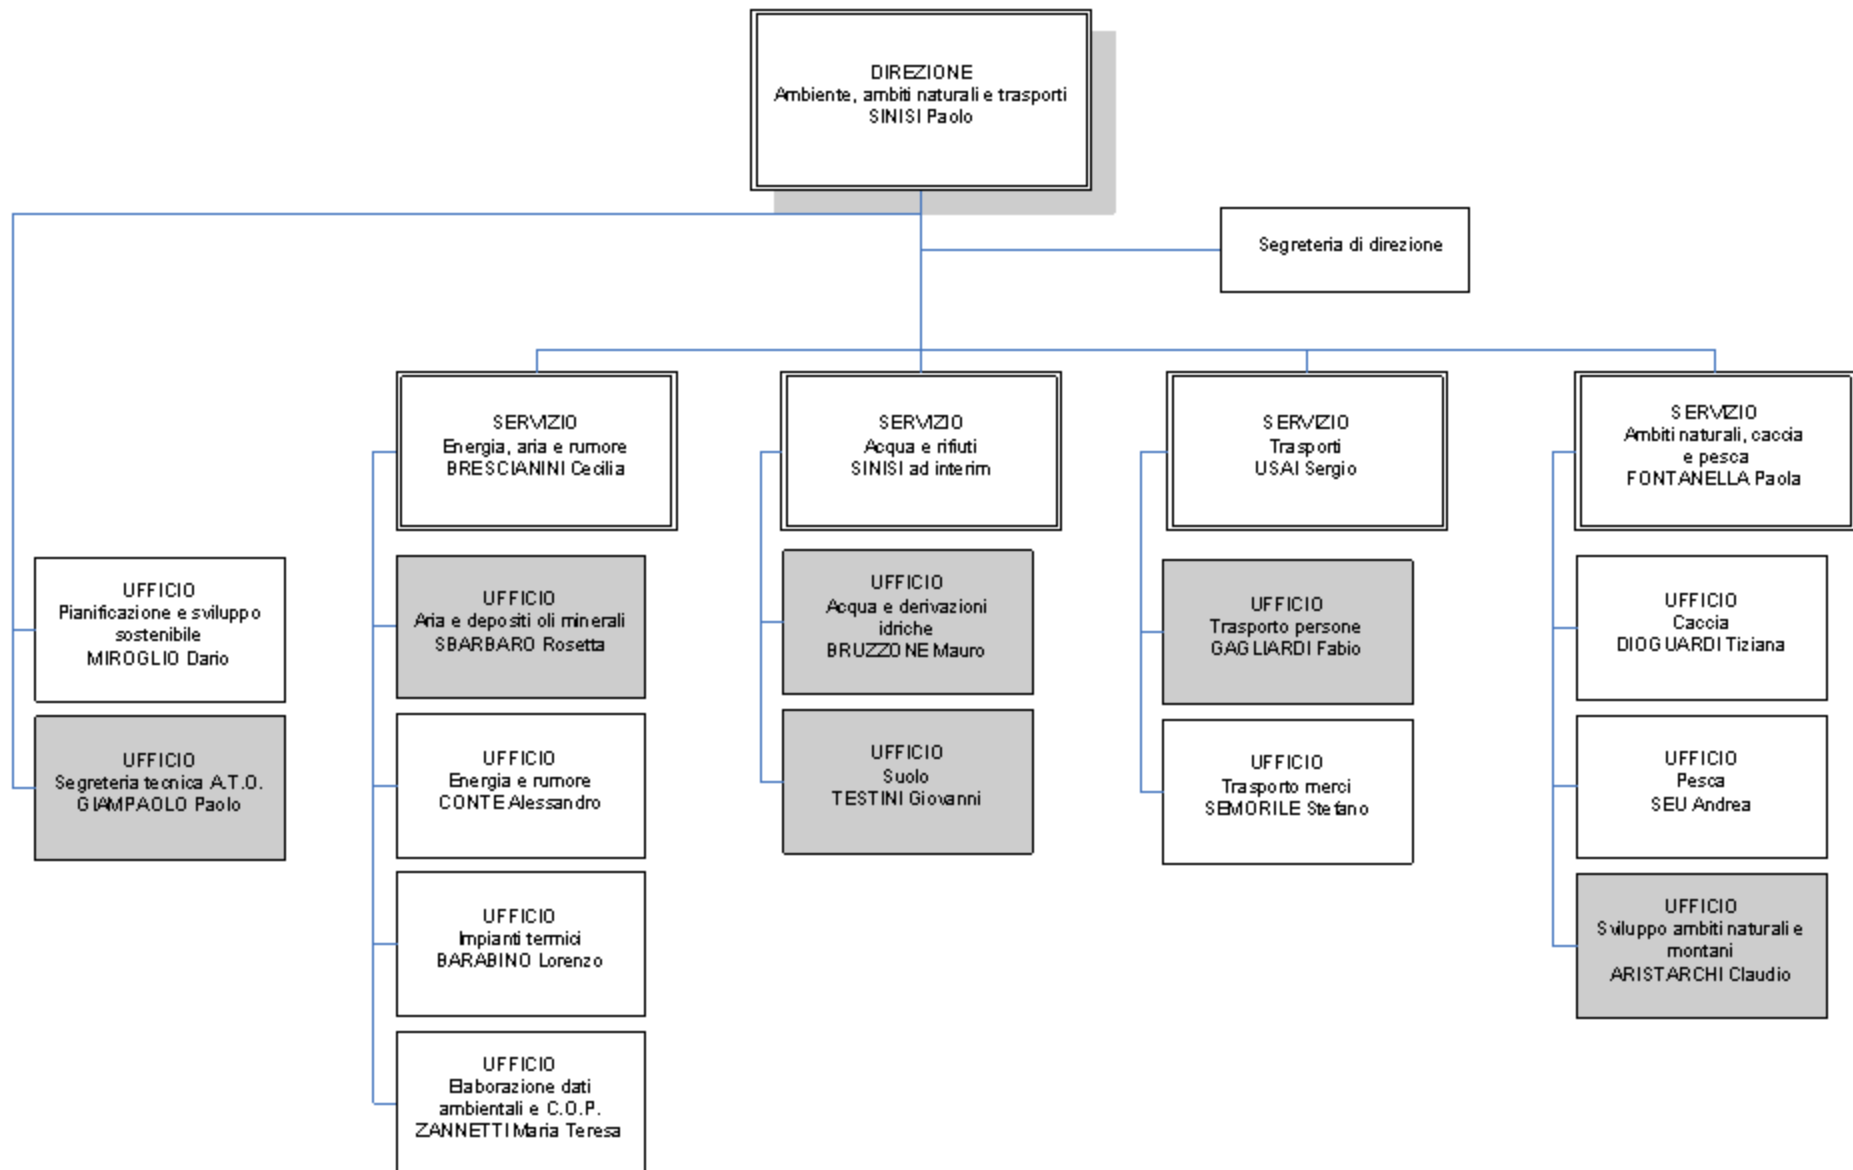 DIREZIONE
Ambiente, ambiti naturali e trasporti
SINISI Paolo
Segreteria di direzione
SERVIZIO
Energia, aria e rumore
BRESCIANINI Cecilia
SERVIZIO
Acqua e rifiuti
SINISI ad interim
SERVIZIO
Trasporti
USAI Sergio
SERVIZIO
Ambiti naturali, caccia
e pesca
FONTANELLA Paola
UFFICIO
Pianificazione e sviluppo
sostenibile
MIROGLIO Dario
UFFICIO
Segreteria tecnica A.T.O.
GIAMPAOLO Paolo
UFFICIO
Aria e depositi oli minerali
SBARBARO Rosetta
UFFICIO
Energia e rumore
CONTE Alessandro
UFFICIO
Impianti termici
BARABINO Lorenzo
UFFICIO
Elaborazione dati
ambientali e C.O.P.
ZANNETTI Maria Teresa
UFFICIO
Acqua e derivazioni
idriche
BRUZZONE Mauro
UFFICIO
Suolo
TESTINI Giovanni
UFFICIO
Trasporto persone
GAGLIARDI Fabio
UFFICIO
Trasporto merci
SEMORILE Stefano
UFFICIO
Caccia
DIOGUARDI Tiziana
UFFICIO
Pesca
SEU Andrea
UFFICIO
Sviluppo ambiti naturali e
montani
ARISTARCHI Claudio